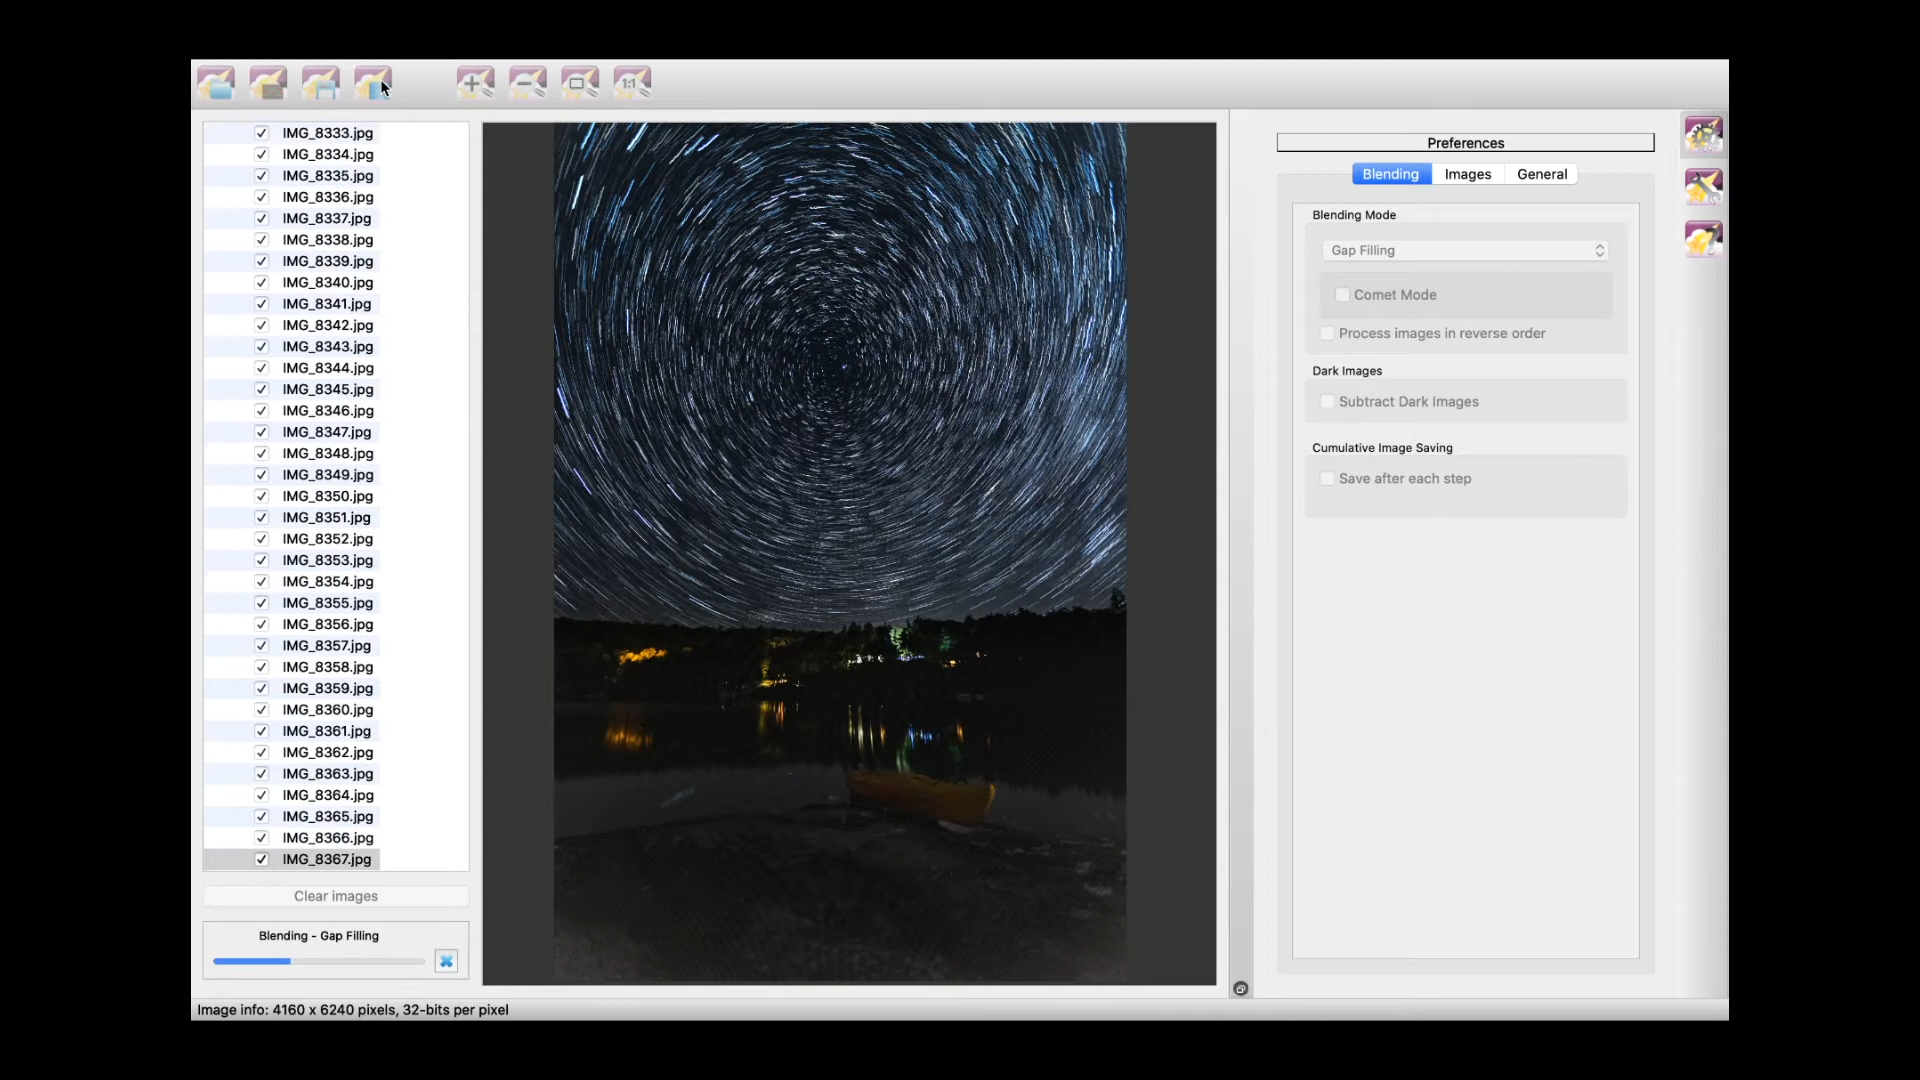 1:1
IMG_8333.jpg
IMG_8334.jpg
IMG_8335.jpg
IMG_8336.jpg
IMG_8337.jpg
IMG_8338.jpg
IMG_8339.jpg
IMG_8340.jpg
IMG_8341.jpg
IMG_8342.jpg
IMG_8343.jpg
IMG_8344.jpg
IMG_8345.jpg
IMG_8346.jpg
IMG_8347.jpg
IMG_8348.jpg
IMG_8349.jpg
IMG_8350.jpg
IMG_8351.jpg
IMG_8352.jpg
IMG_8353.jpg
IMG_8354.jpg
IMG_8355.jpg
IMG_8356.jpg
IMG_8357.jpg
IMG_8358.jpg
IMG_8359.jpg
IMG_8360.jpg
IMG_8361.jpg
IMG_8362.jpg
IMG_8363.jpg
IMG_8364.jpg
IMG_8365.jpg
IMG_8366.jpg
IMG_8367.jpg
Clear images
Blending - Gap Filling
Image info: 4160 x 6240 pixels, 32-bits per pixel
Preferences
Blending Images General
Blending Mode
Gap Filling
Comet Mode
Process images in reverse order
Dark Images
Subtract Dark Images
Cumulative Image Saving
Save after each step